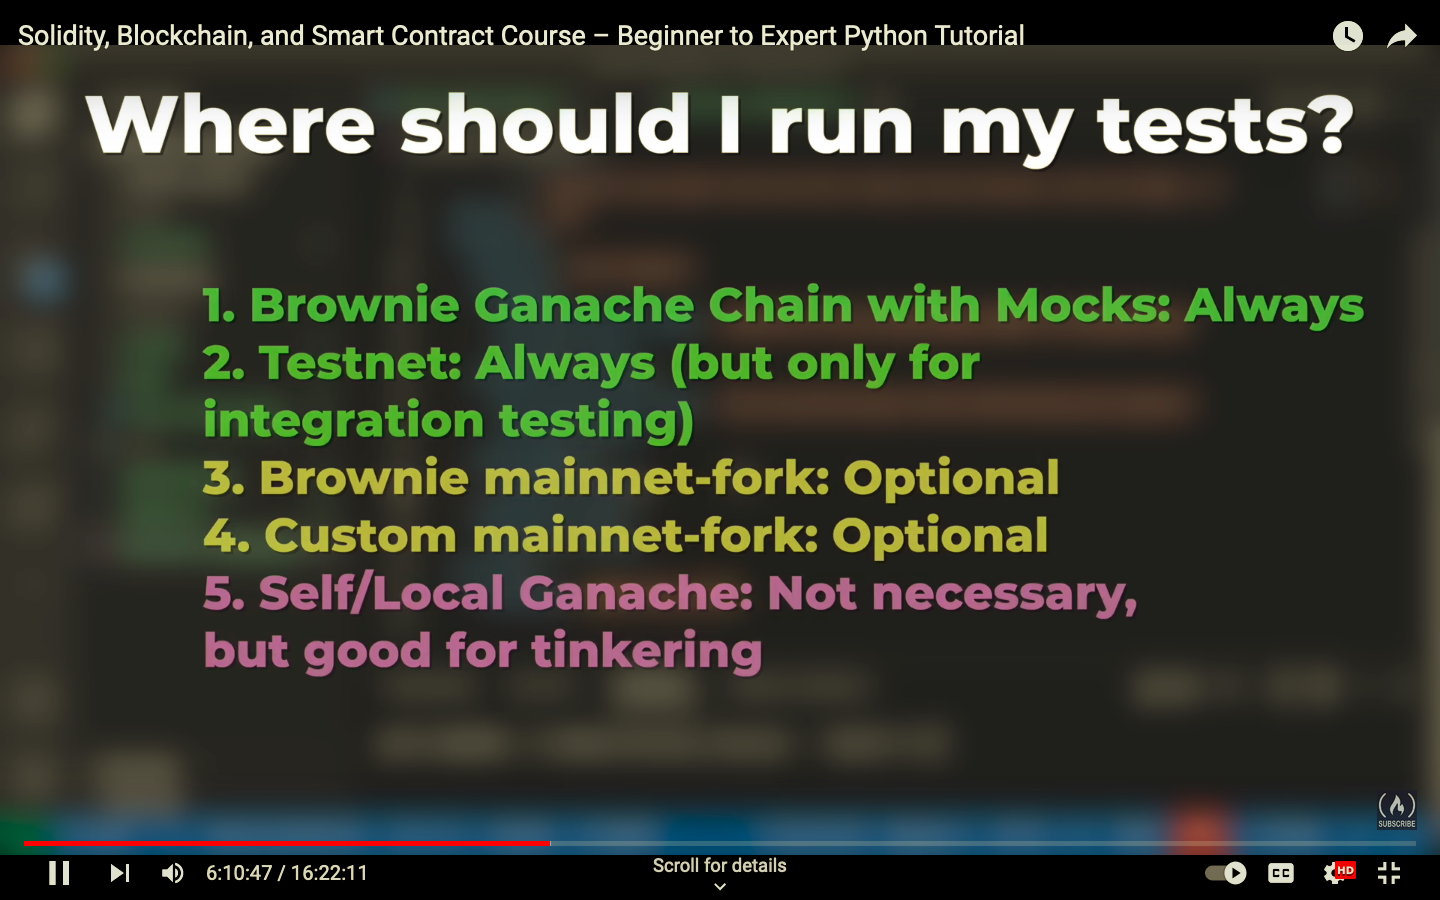 Solidity, Blockchain, and Smart Contract Course – Beginner to Expert Python Tutorial
Where should I run my tests?
1. Brownie Ganache Chain with Mocks: Always
2. Testnet: Always (but only for
integration testing)
3. Brownie mainnet-fork: Optional
4. Custom mainnet-fork: Optional
5. Self/Local Ganache: Not necessary,
but good for tinkering
SUBSCRIBE
6:10:47 / 16:22:11
Scroll for details
CC
HD